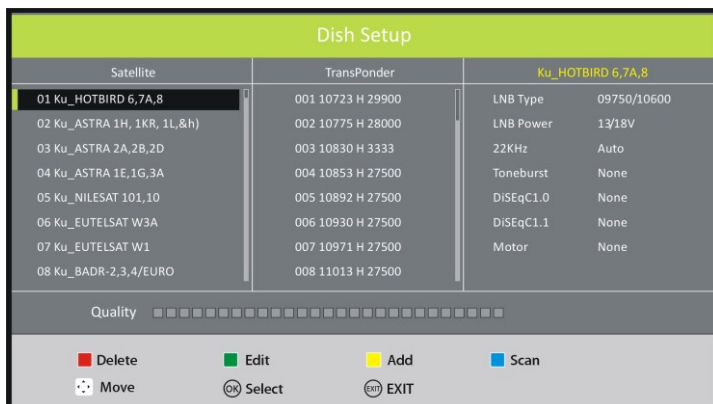 Dish Setup
Satellite
TransPonder
Ku_HOTBIRD 6,7A,8
01 Ku_HOTBIRD 6,7A,8
02 Ku_ASTRA 1H, 1KR, 1L,&h)
03 Ku_ASTRA 2A,2B,2D
04 Ku_ASTRA 1E,1G,3A
05 Ku_NILESAT 101,10
06 Ku_EUTELSAT W3A
07 Ku_EUTELSAT W1
08 Ku_BADR-2,3,4/EURO
001 10723 H 29900
002 10775 H 28000
003 10830 H 3333
004 10853 H 27500
005 10892 H 27500
006 10930 H 27500
007 10971 H 27500
008 11013 H 27500
LNB Type 09750/10600
LNB Power 13/18V
22KHz Auto
Toneburst None
DiSEqC1.0 None
DiSEqC1.1 None
Motor None
Quality
Delete Edit Add Scan
Move OK Select EXIT EXIT